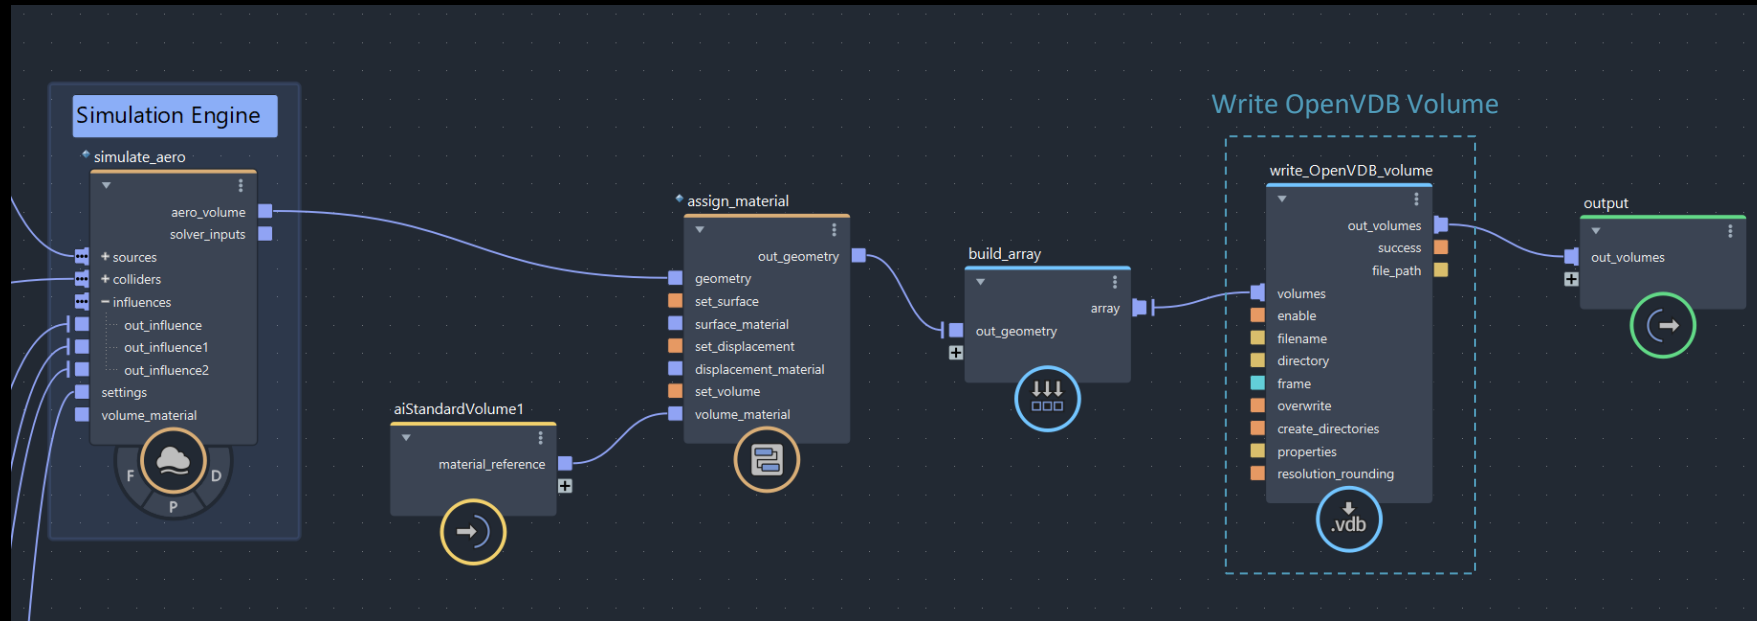 Simulation Engine
simulate_aero
aero_volume
solver_inputs
sources
colliders
influences
out_influence
out_influence1
out_influence2
settings
volume_material
F
P
D
aiStandardVolume1
material_reference
assign_material
out_geometry
geometry
set_surface
surface_material
set_displacement
displacement_material
set_volume
volume_material
build_array
array
out_geometry
Write OpenVDB Volume
write_OpenVDB_volume
out_volumes
success
file_path
volumes
enable
filename
directory
frame
overwrite
create_directories
properties
resolution_rounding
.vdb
output
out_volumes